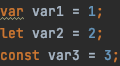 var var1 = 1;
let var2 = 2;
const var3 = 3;